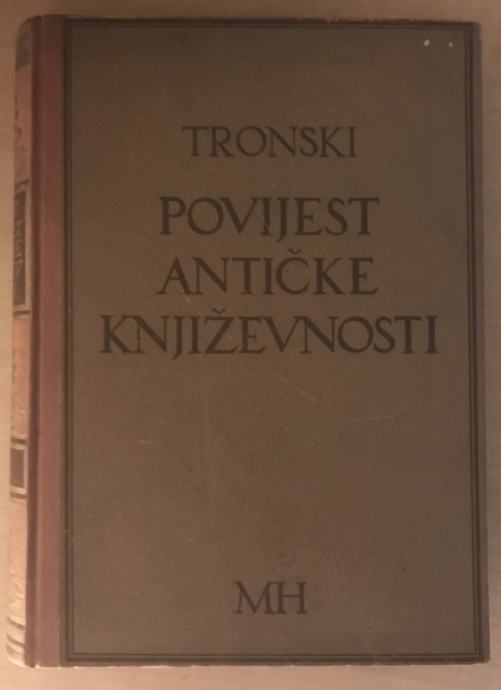 TRONSKI
POVIJEST
ANTIČKE
KNJIŽEVNOSTI
MH